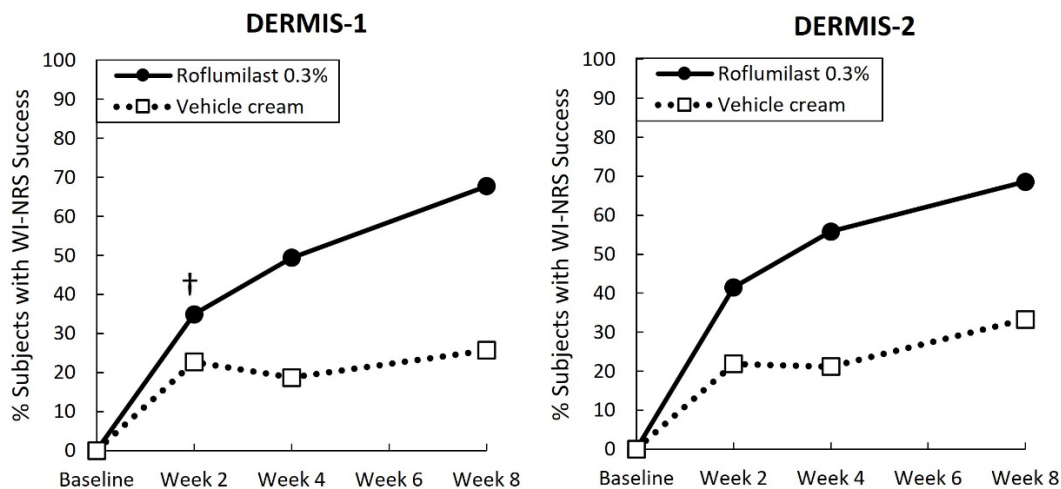 DERMIS-1
% Subjects with WI-NRS Success
100
90
80
70
60
50
40
30
20
10
0
Roflumilast 0.3%
Vehicle cream
†
Baseline Week 2 Week 4 Week 6 Week 8
DERMIS-2
% Subjects with WI-NRS Success
100
90
80
70
60
50
40
30
20
10
0
Roflumilast 0.3%
Vehicle cream
Baseline Week 2 Week 4 Week 6 Week 8